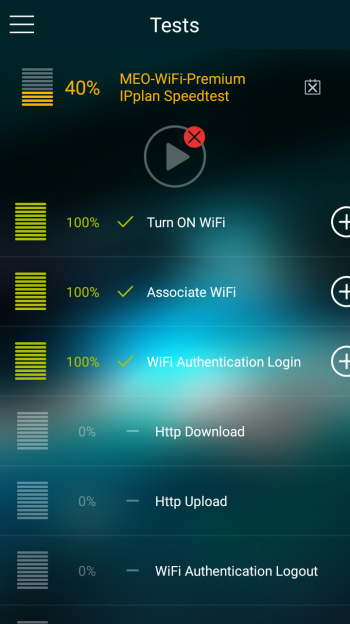 Tests
40%
MEO-WiFi-Premium
IPplan Speedtest
100% Turn ON WiFi
100% Associate WiFi
100% WiFi Authentication Login
0% Http Download
0% Http Upload
0% WiFi Authentication Logout